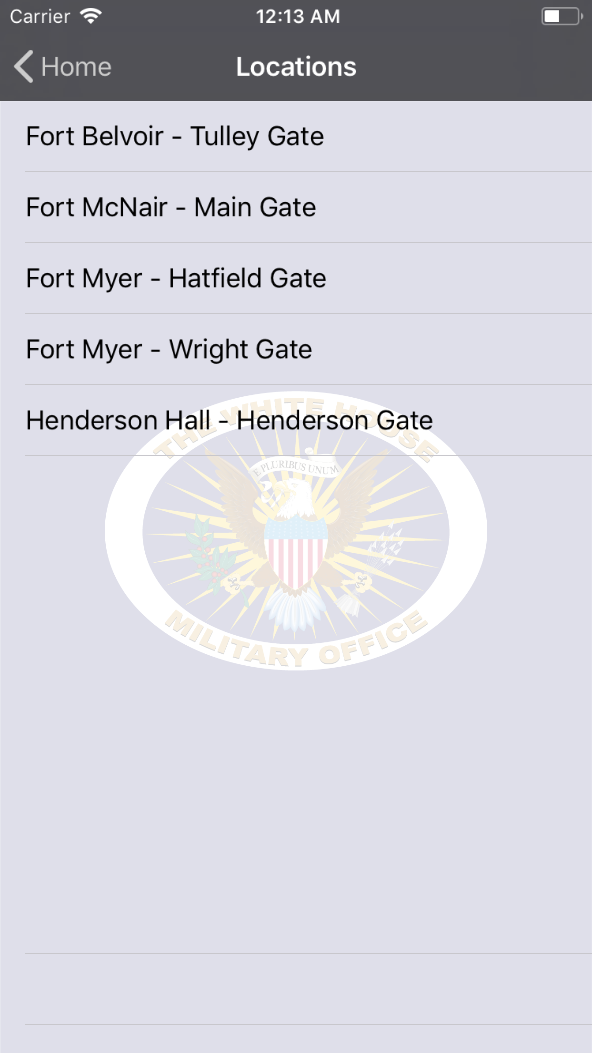 Carrier
12:13 AM
Home
Locations
Fort Belvoir - Tulley Gate
Fort McNair - Main Gate
Fort Myer - Hatfield Gate
Fort Myer - Wright Gate
Henderson Hall - Henderson Gate
THE WHITE HOUSE
E PLURIBUS UNUM
MILITARY OFFICE